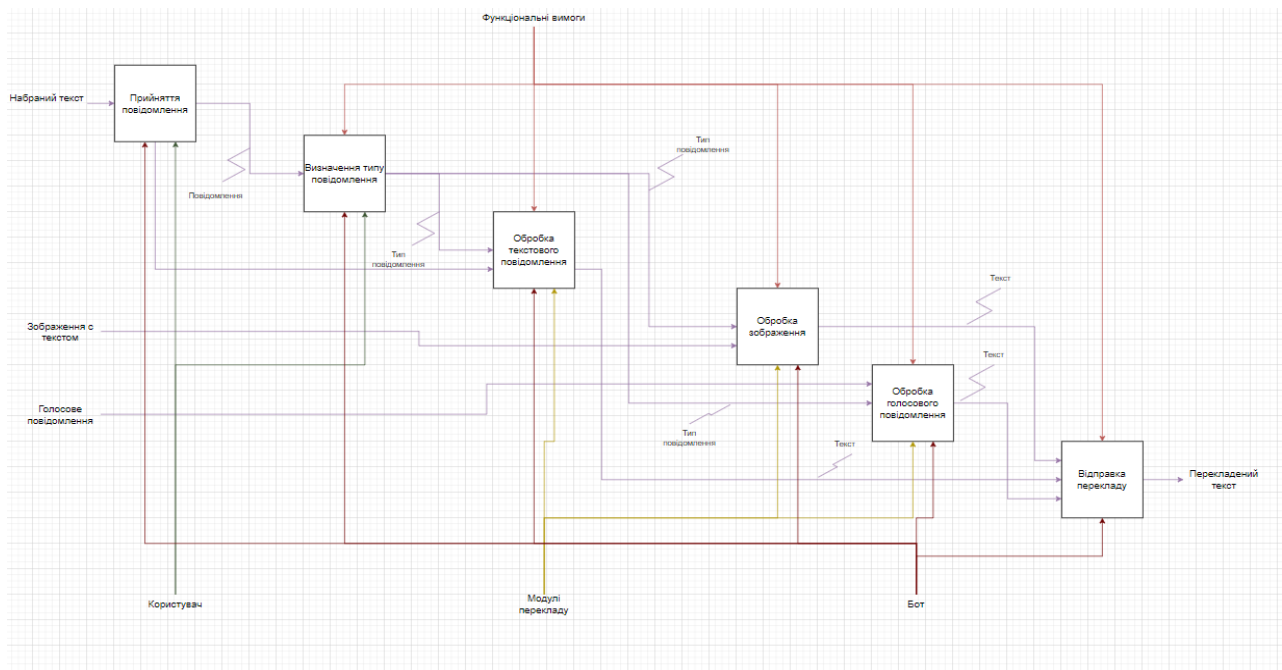 Функціональні вимоги
Набраний текст
Прийняття
повідомлення
Повідомлення
Визначення типу
повідомлення
Тип
повідомлення
Тип
повідомлення
Обробка
текстового
повідомлення
Зображення с
текстом
Обробка
зображення
Текст
Голосове
повідомлення
Обробка
голосового
повідомлення
Текст
Тип
повідомлення
Текст
Відправка
перекладу
Перекладений
текст
Користувач
Модулі
перекладу
Бот